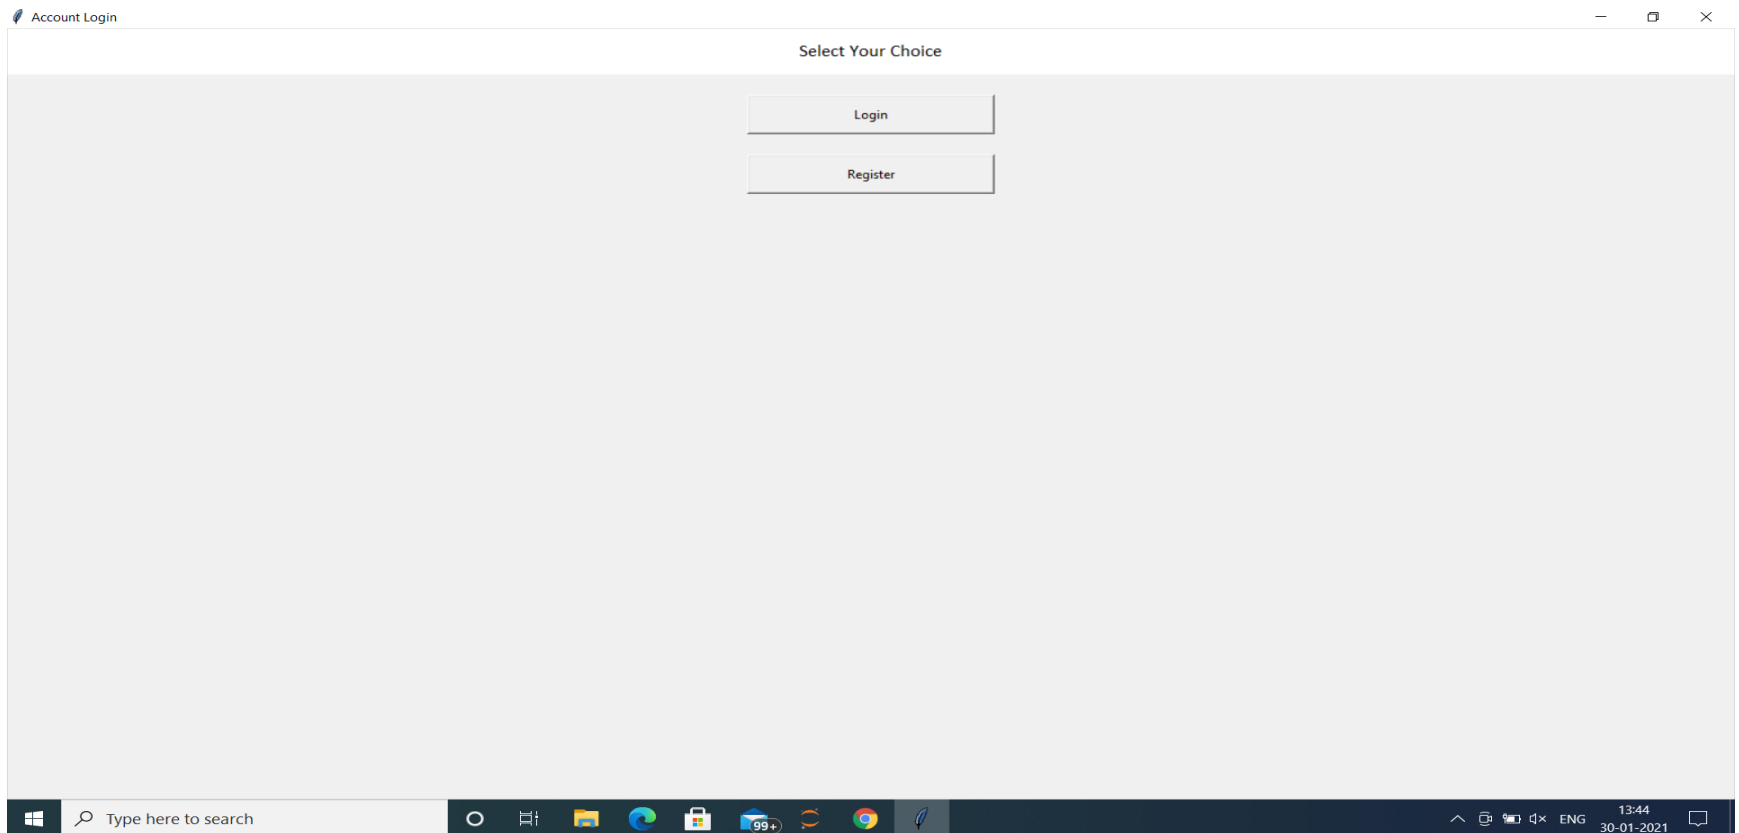 Account Login
Select Your Choice
Login
Register
Type here to search
99+
ENG
13:44
30-01-2021